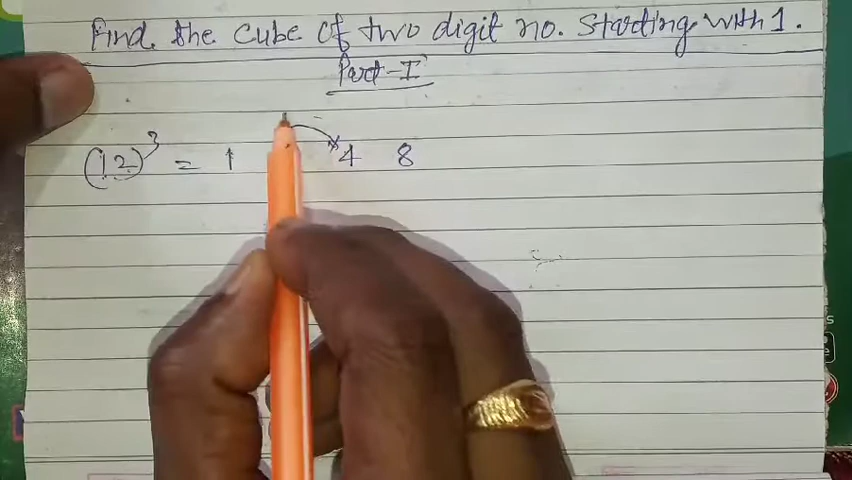 Find. the cube of two digit no. Starting with 1.
Part-I
(12)³ = 1 4 8